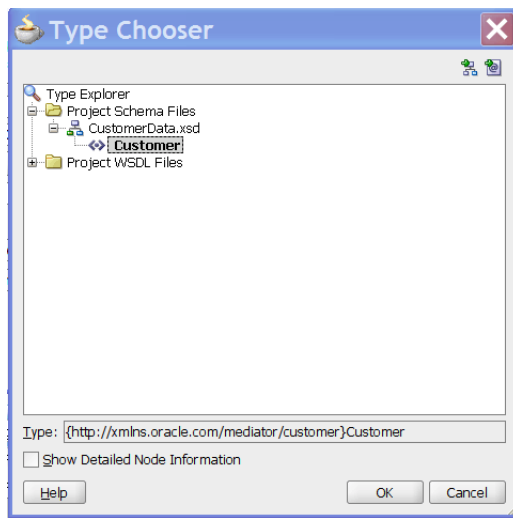 Type Chooser
Type Explorer
Project Schema Files
CustomerData.xsd
Customer
Project WSDL Files
Type: {http://xmlns.oracle.com/mediator/customer}Customer
Show Detailed Node Information
Help OK Cancel